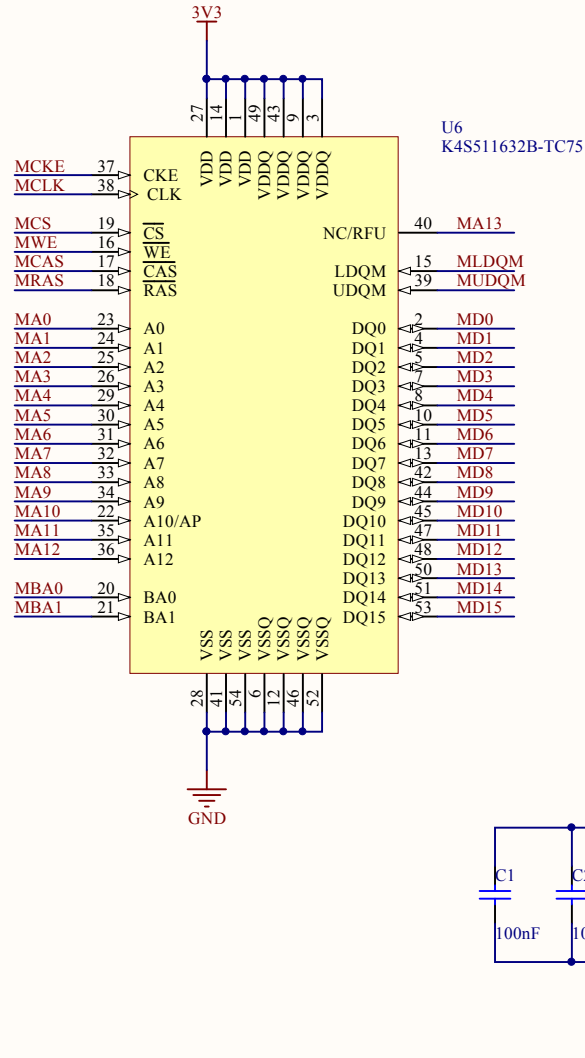 3V3
27 14 1 49 43 9 3
VDD VDD VDD VDDQ VDDQ VDDQ VDDQ
U6
K4S511632B-TC75
MCKE 37 CKE
MCLK 38 CLK
MCS 19 CS NC/RFU 40 MA13
MWE 16 WE
MCAS 17 CAS LDQM 15 MLDQM
MRAS 18 RAS UDQM 39 MUDQM
MA0 23 A0 DQ0 2 MD0
MA1 24 A1 DQ1 4 MD1
MA2 25 A2 DQ2 5 MD2
MA3 26 A3 DQ3 7 MD3
MA4 29 A4 DQ4 8 MD4
MA5 30 A5 DQ5 10 MD5
MA6 31 A6 DQ6 11 MD6
MA7 32 A7 DQ7 13 MD7
MA8 33 A8 DQ8 42 MD8
MA9 34 A9 DQ9 44 MD9
MA10 22 A10/AP DQ10 45 MD10
MA11 35 A11 DQ11 47 MD11
MA12 36 A12 DQ12 48 MD12
DQ13 50 MD13
MBA0 20 BA0 DQ14 51 MD14
MBA1 21 BA1 DQ15 53 MD15
VSS VSS VSS VSSQ VSSQ VSSQ VSSQ
28 41 54 6 12 46 52
GND
C1
100nF